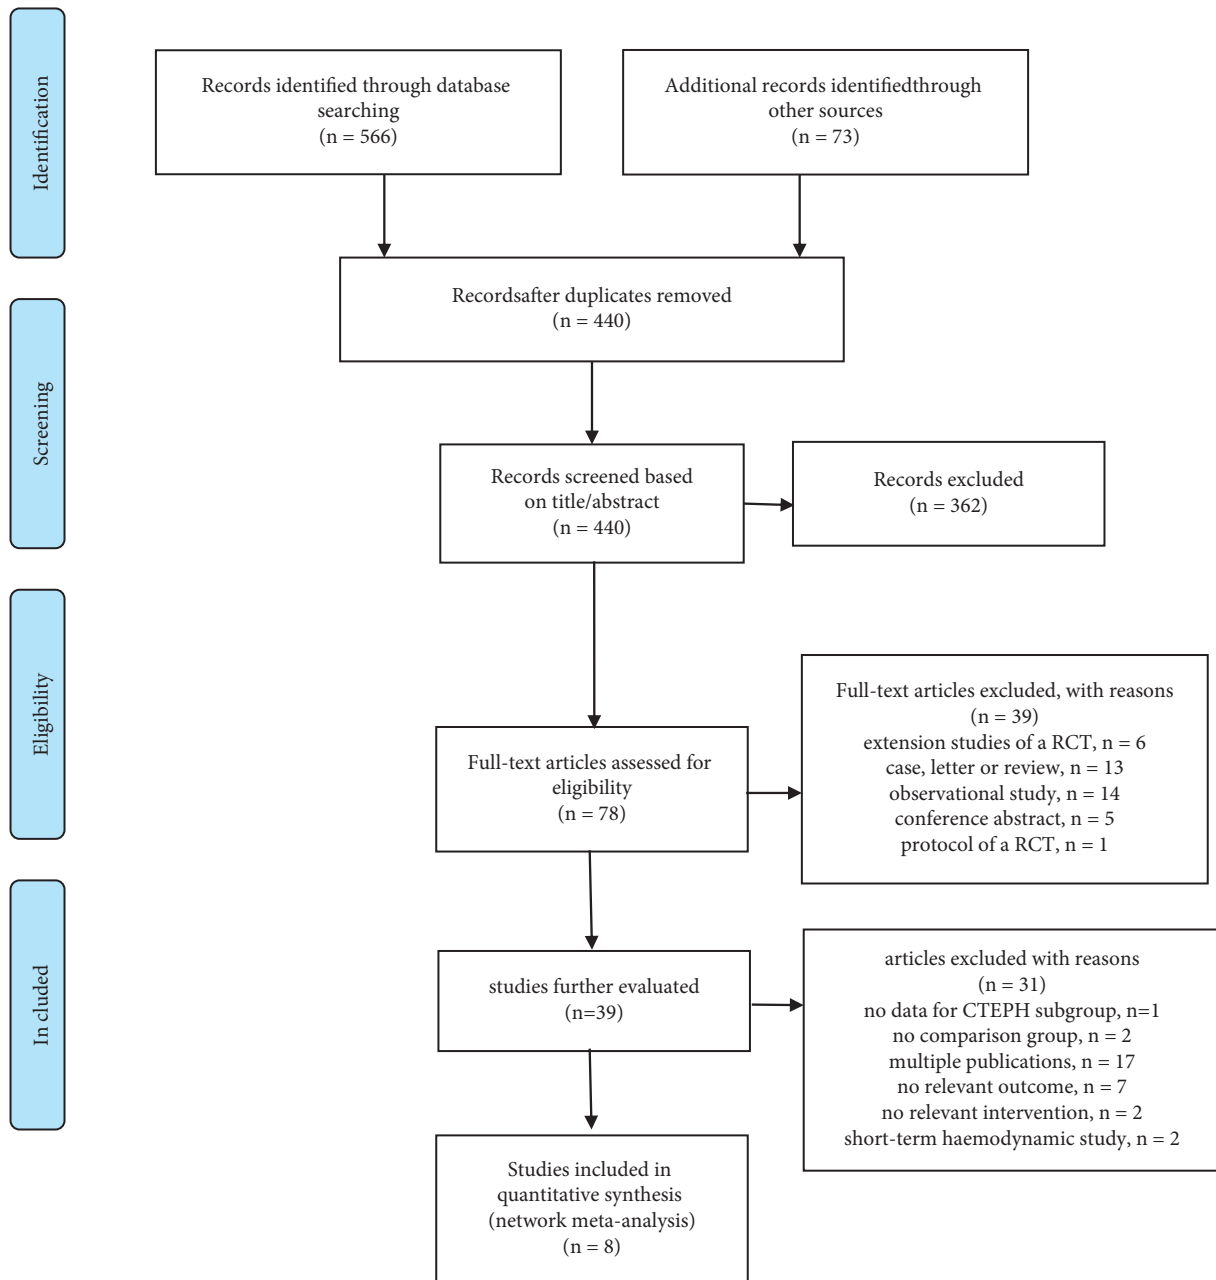 Identification
Records identified through database
searching
(n = 566)
Additional records identifiedthrough
other sources
(n = 73)
Recordsafter duplicates removed
(n = 440)
Screening
Records screened based
on title/abstract
(n = 440)
Records excluded
(n = 362)
Eligibility
Full-text articles assessed for
eligibility
(n = 78)
Full-text articles excluded, with reasons
(n = 39)
extension studies of a RCT, n = 6
case, letter or review, n = 13
observational study, n = 14
conference abstract, n = 5
protocol of a RCT, n = 1
In cluded
studies further evaluated
(n=39)
articles excluded with reasons
(n = 31)
no data for CTEPH subgroup, n=1
no comparison group, n = 2
multiple publications, n = 17
no relevant outcome, n = 7
no relevant intervention, n = 2
short-term haemodynamic study, n = 2
Studies included in
quantitative synthesis
(network meta-analysis)
(n = 8)